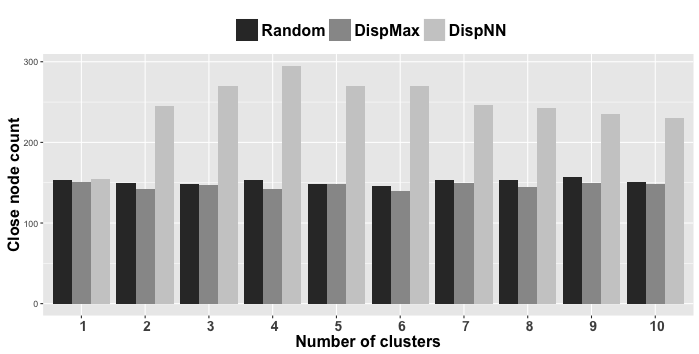 Random DispMax DispNN
Close node count
300
200
100
0
1 2 3 4 5 6 7 8 9 10
Number of clusters